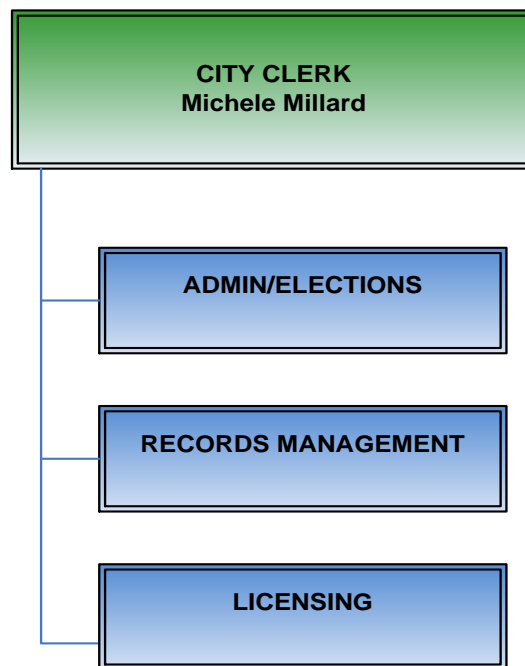 CITY CLERK
Michele Millard
ADMIN/ELECTIONS
RECORDS MANAGEMENT
LICENSING